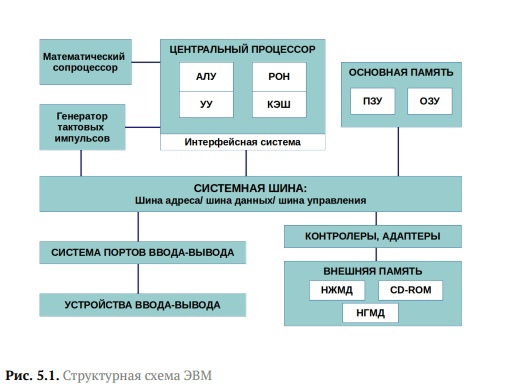 Математический
сопроцессор
ЦЕНТРАЛЬНЫЙ ПРОЦЕССОР
АЛУ
РОН
УУ
КЭШ
Интерфейсная система
ОСНОВНАЯ ПАМЯТЬ
ПЗУ
ОЗУ
Генератор
тактовых
импульсов
СИСТЕМНАЯ ШИНА:
Шина адреса/ шина данных/ шина управления
СИСТЕМА ПОРТОВ ВВОДА-ВЫВОДА
УСТРОЙСТВА ВВОДА-ВЫВОДА
КОНТРОЛЕРЫ, АДАПТЕРЫ
ВНЕШНЯЯ ПАМЯТЬ
НЖМД
CD-ROM
НГМД
Рис. 5.1. Структурная схема ЭВМ